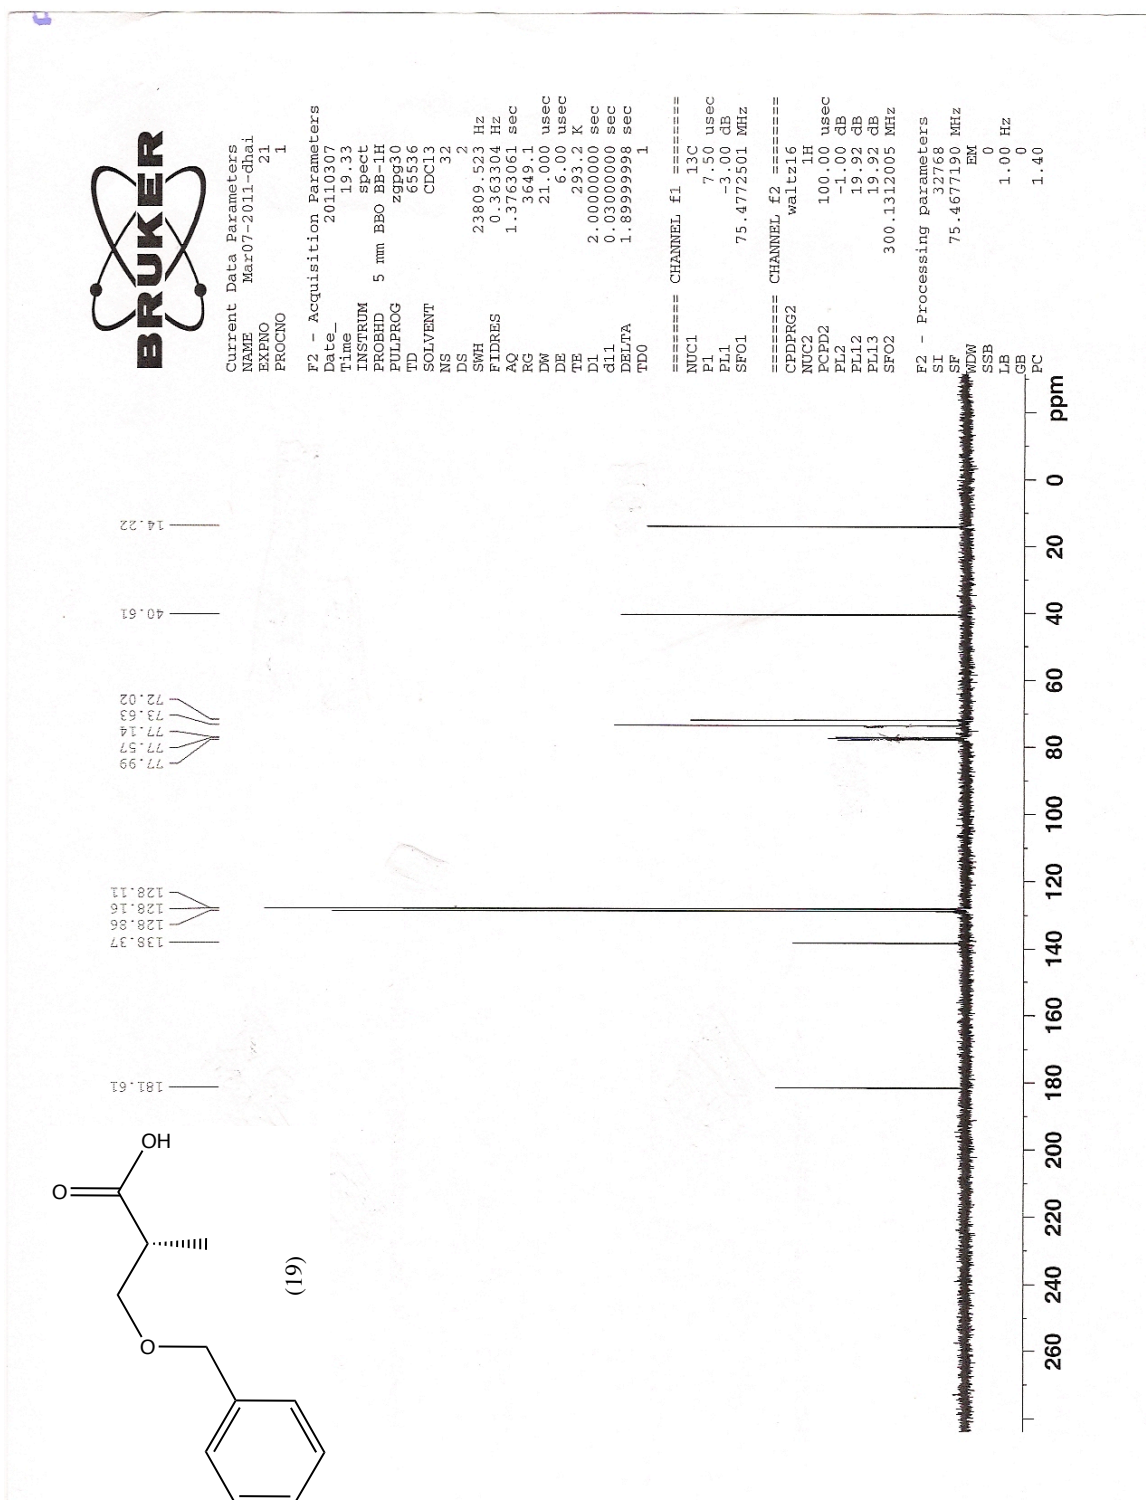 BRUKER
Current Data Parameters
NAME Mar07-2011-dhai
EXPNO 21
PROCNO 1
F2 - Acquisition Parameters
Date_ 20110307
Time 19.33
INSTRUM spect
PROBHD 5 mm BBO BB-1H
PULPROG zgpg30
TD 65536
SOLVENT CDCl3
NS 32
DS 2
SWH 23809.523 Hz
FIDRES 0.363304 Hz
AQ 1.3763061 sec
RG 3649.1
DW 21.000 usec
DE 6.00 usec
TE 293.2 K
D1 2.00000000 sec
d11 0.03000000 sec
DELTA 1.89999998 sec
TD0 1
======== CHANNEL f1 ========
NUC1 13C
P1 7.50 usec
PL1 -3.00 dB
SFO1 75.4772501 MHz
======== CHANNEL f2 ========
CPDPRG2 waltz16
NUC2 1H
PCPD2 100.00 usec
PL2 -1.00 dB
PL12 19.92 dB
PL13 19.92 dB
SFO2 300.1312005 MHz
F2 - Processing parameters
SI 32768
SF 75.4677190 MHz
WDW EM
SSB 0
LB 1.00 Hz
GB 0
PC 1.40
181.61
138.37
128.86
128.16
128.11
77.99
77.57
77.14
73.63
72.02
40.61
14.22
O
OH
O
(19)
260 240 220 200 180 160 140 120 100 80 60 40 20 0 ppm